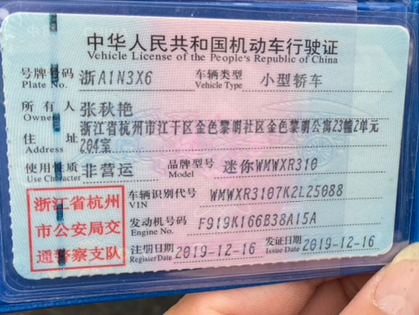 中华人民共和国机动车行驶证
Vehicle License of the People's Republic of China
号牌号码 浙A1N3X6 车辆类型 小型轿车
Plate No. Vehicle Type
所有人 张秋艳
Owner
住址 浙江省杭州市江干区金色黎明社区金色黎明公寓23幢2单元
Address 204室
使用性质 非营运 品牌型号 迷你WMWXR310
Use Character Model
浙江省杭州
市公安局交
通警察支队
车辆识别代号 WMWXR3107K2L25088
VIN
发动机号码 F919K166B38A15A
Engine No.
注册日期 2019-12-16 发证日期 2019-12-16
Register Date Issue Date